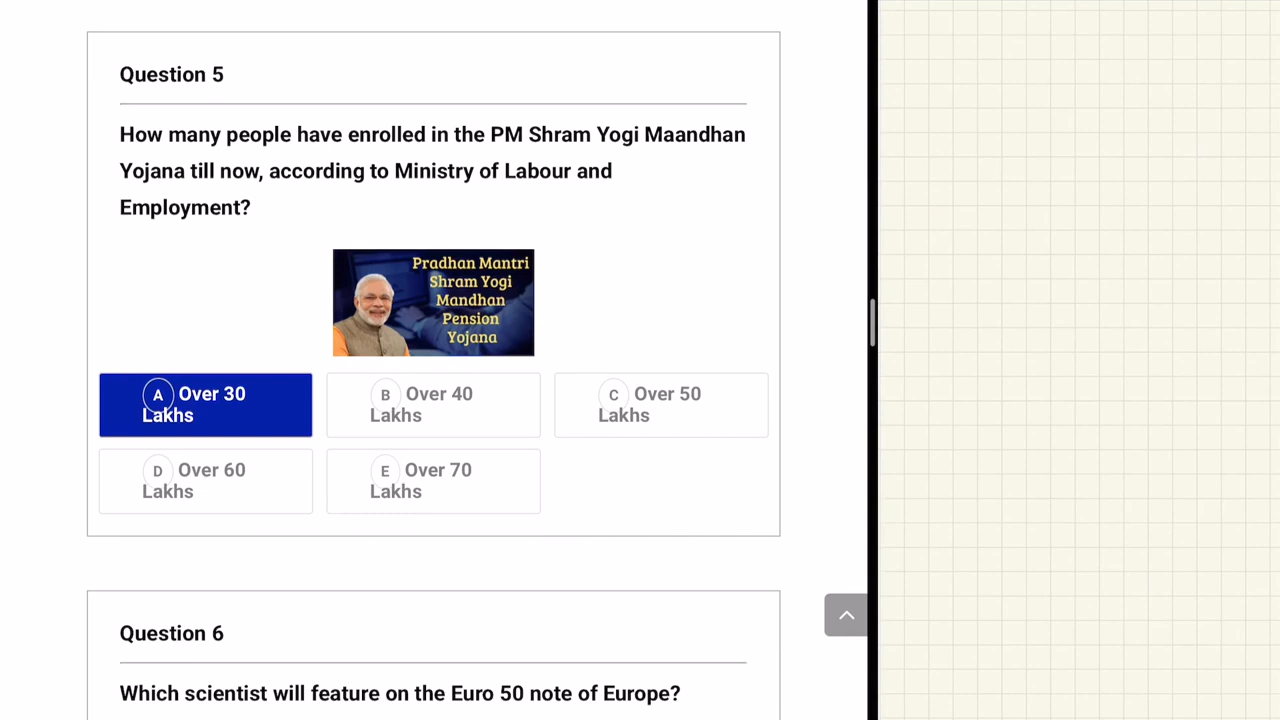 Question 5
How many people have enrolled in the PM Shram Yogi Maandhan
Yojana till now, according to Ministry of Labour and
Employment?
Pradhan Mantri
Shram Yogi
Mandhan
Pension
Yojana
A Over 30
Lakhs
B Over 40
Lakhs
C Over 50
Lakhs
D Over 60
Lakhs
E Over 70
Lakhs
Question 6
Which scientist will feature on the Euro 50 note of Europe?